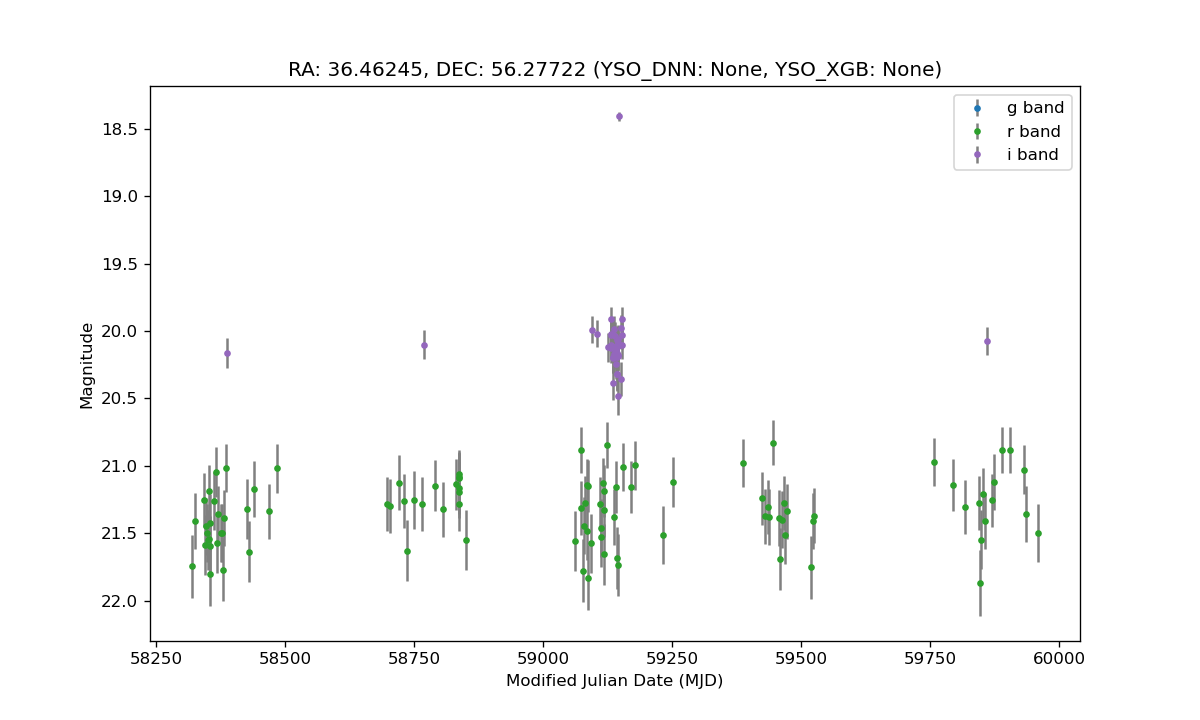 RA: 36.46245, DEC: 56.27722 (YSO_DNN: None, YSO_XGB: None)
g band
r band
i band
18.5
19.0
19.5
20.0
20.5
21.0
21.5
22.0
Magnitude
58250 58500 58750 59000 59250 59500 59750 60000
Modified Julian Date (MJD)